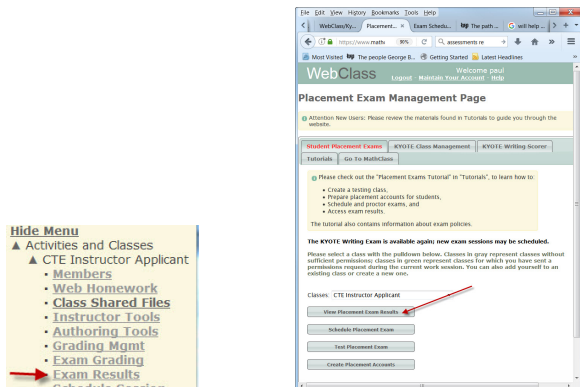 Hide Menu
▲ Activities and Classes
▲ CTE Instructor Applicant
▪ Members
▪ Web Homework
▪ Class Shared Files
▪ Instructor Tools
▪ Authoring Tools
▪ Grading Mgmt
▪ Exam Grading
▪ Exam Results
▪ Schedule Session
File Edit View History Bookmarks Tools Help
WebClass/Ky... Placement... × Exam Schedu... The path ... will help ...
https://www.mathv 90% assessments re
Most Visited The people George B... Getting Started Latest Headlines
WebClass Welcome paul
Logout - Maintain Your Account - Help
Placement Exam Management Page
Attention New Users: Please review the materials found in Tutorials to guide you through the
website.
Student Placement Exams KYOTE Class Management KYOTE Writing Scorer
Tutorials Go To MathClass
Please check out the "Placement Exams Tutorial" in "Tutorials", to learn how to:
• Create a testing class,
• Prepare placement accounts for students,
• Schedule and proctor exams, and
• Access exam results.
The tutorial also contains information about exam policies.
The KYOTE Writing Exam is available again; new exam sessions may be scheduled.
Please select a class with the pulldown below. Classes in gray represent classes without
sufficient permissions; classes in green represent classes for which you have sent a
permissions request during the current work session. You can also add yourself to an
existing class or create a new one.
Classes: CTE Instructor Applicant
View Placement Exam Results
Schedule Placement Exam
Test Placement Exam
Create Placement Accounts